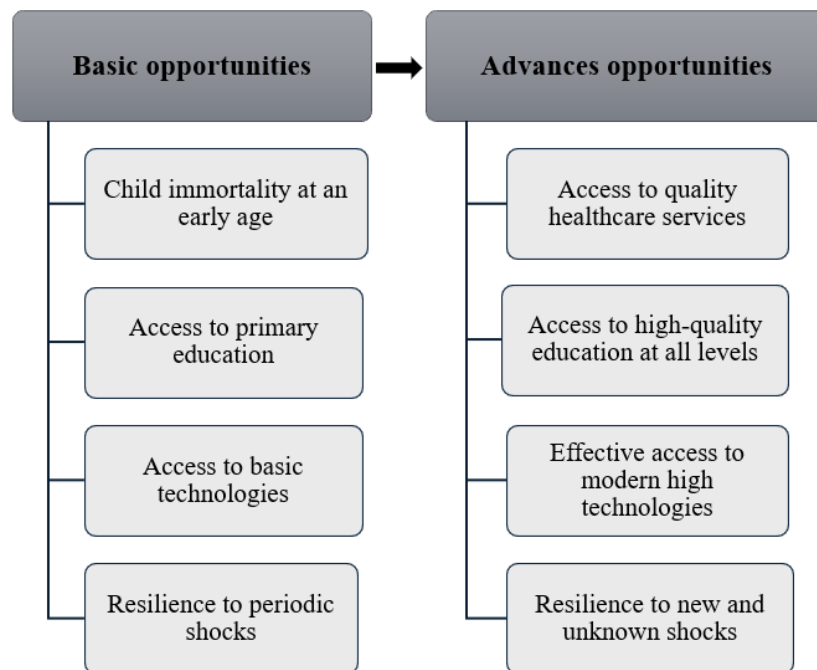 Basic opportunities
Child immortality at an
early age
Access to primary
education
Access to basic
technologies
Resilience to periodic
shocks
Advances opportunities
Access to quality
healthcare services
Access to high-quality
education at all levels
Effective access to
modern high
technologies
Resilience to new and
unknown shocks